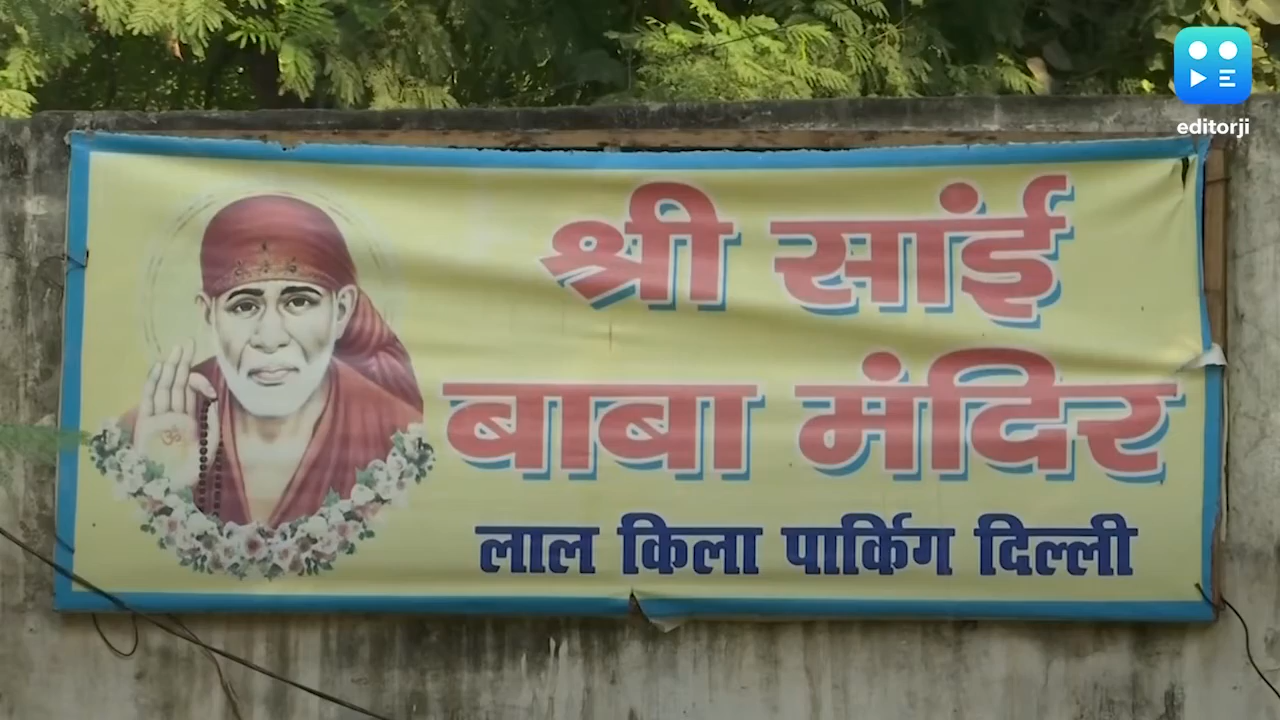 editorji
श्री सांई
बाबा मंदिर
लाल किला पार्किंग दिल्ली
ॐ